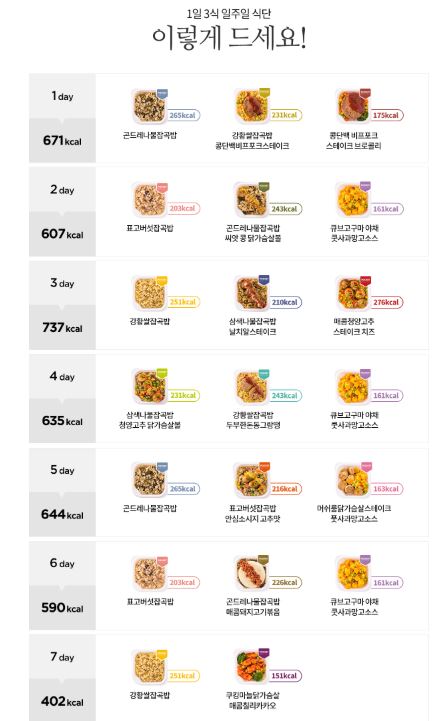 1일 3식 일주일 식단
이렇게 드세요!
1 day
671 kcal
265kcal
곤드레나물잡곡밥
231kcal
강황쌀잡곡밥
콩단백비프포크스테이크
175kcal
콩단백 비프포크
스테이크 브로콜리
2 day
607 kcal
203kcal
표고버섯잡곡밥
243kcal
곤드레나물잡곡밥
씨앗 콩 닭가슴살볼
161kcal
큐브고구마 야채
풋사과망고소스
3 day
737 kcal
251kcal
강황쌀잡곡밥
210kcal
삼색나물잡곡밥
날치알스테이크
276kcal
매콤청양고추
스테이크 치즈
4 day
635 kcal
231kcal
삼색나물잡곡밥
청양고추 닭가슴살볼
243kcal
강황쌀잡곡밥
두부한돈동그랑땡
161kcal
큐브고구마 야채
풋사과망고소스
5 day
644 kcal
265kcal
곤드레나물잡곡밥
216kcal
표고버섯잡곡밥
안심소시지 고추맛
163kcal
머쉬룸닭가슴살스테이크
풋사과망고소스
6 day
590 kcal
203kcal
표고버섯잡곡밥
226kcal
곤드레나물잡곡밥
매콤돼지고기볶음
161kcal
큐브고구마 야채
풋사과망고소스
7 day
402 kcal
251kcal
강황쌀잡곡밥
151kcal
쿠킹마늘닭가슴살
매콤칠리카카오